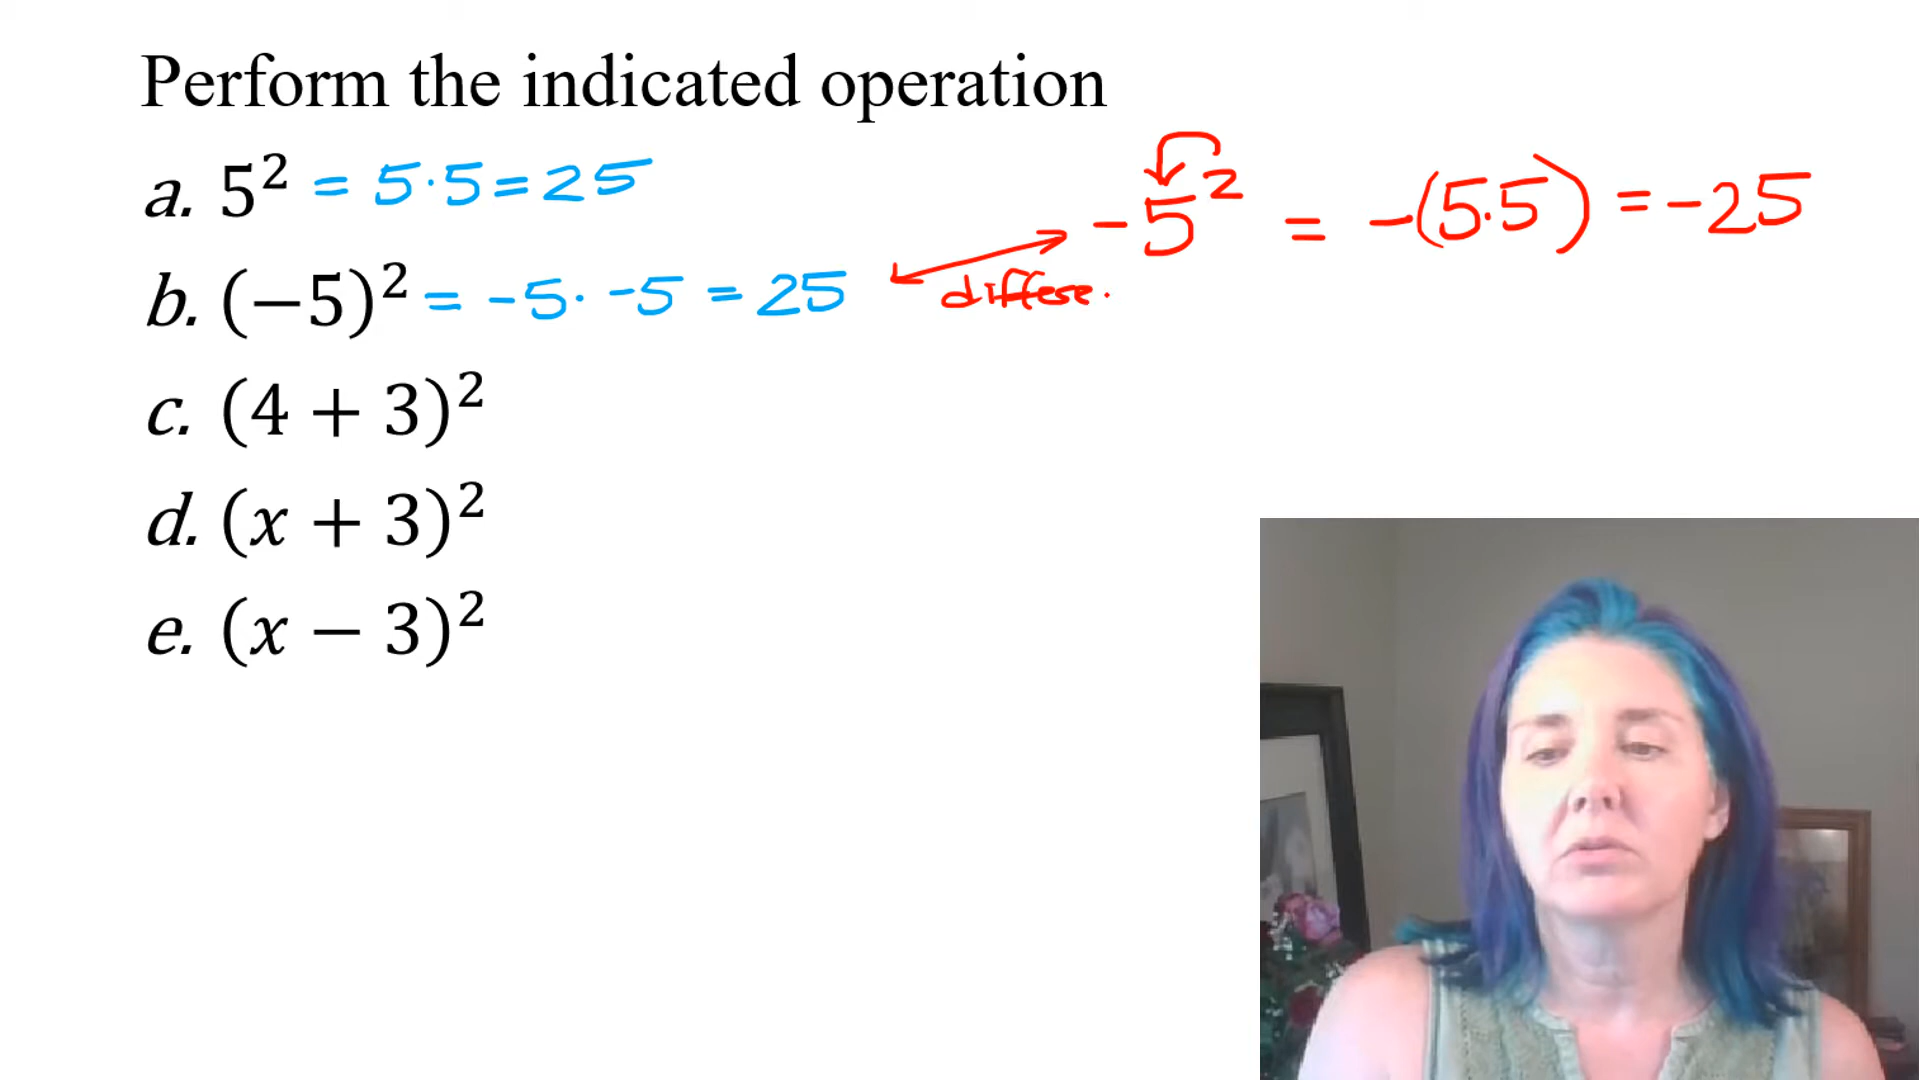 Perform the indicated operation
a. 5² = 5·5 = 25
-5² = -(5·5) = -25
b. (−5)² = -5· -5 = 25
c. (4 + 3)²
d. (x + 3)²
e. (x − 3)²